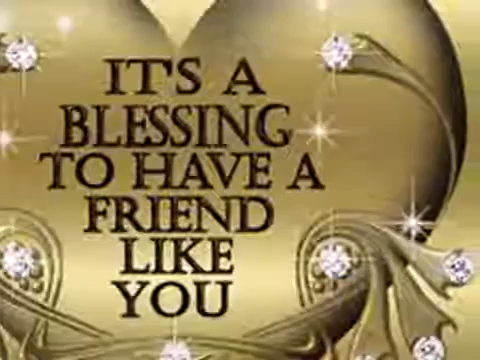 IT'S A
BLESSING
TO HAVE A
FRIEND
LIKE
YOU